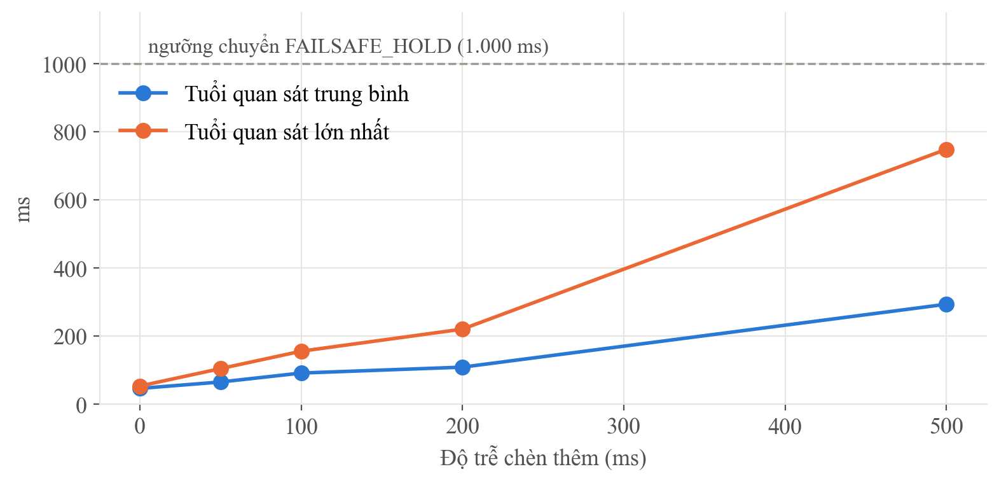 ngưỡng chuyển FAILSAFE_HOLD (1.000 ms)
Tuổi quan sát trung bình
Tuổi quan sát lớn nhất
ms
1000
800
600
400
200
0
0 100 200 300 400 500
Độ trễ chèn thêm (ms)